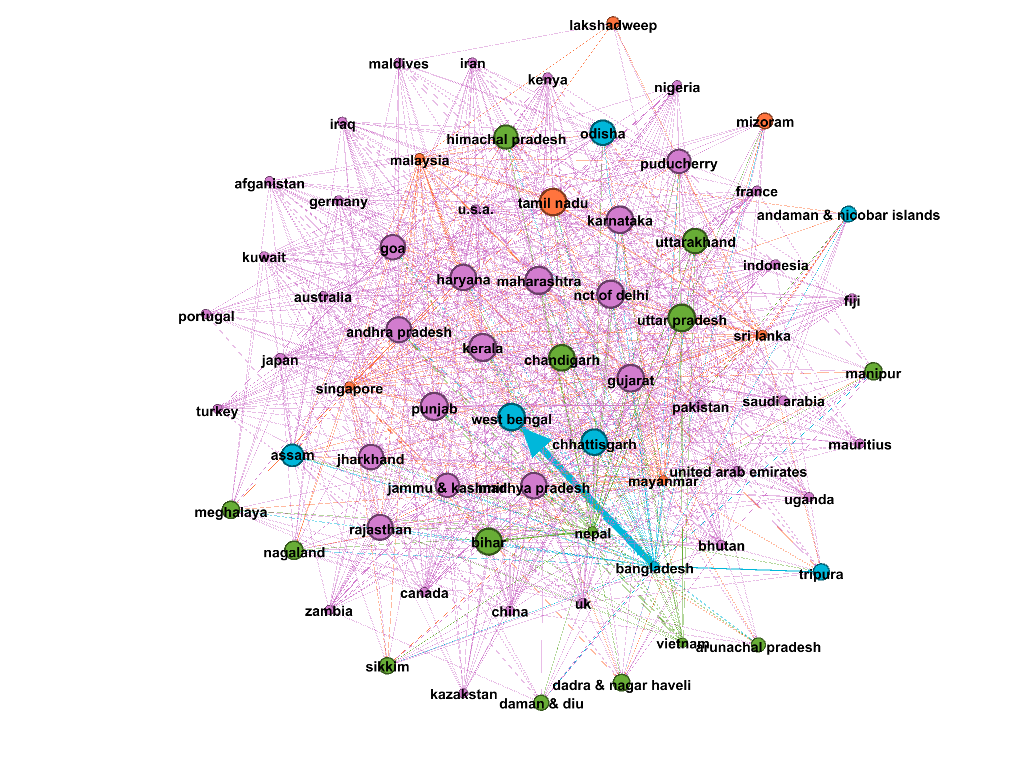 lakshadweep
maldives
iran
kenya
nigeria
iraq
himachal pradesh
odisha
mizoram
malaysia
puducherry
afganistan
germany
u.s.a.
tamil nadu
france
karnataka
andaman & nicobar islands
goa
uttarakhand
kuwait
haryana
maharashtra
nct of delhi
indonesia
australia
fiji
portugal
andhra pradesh
uttar pradesh
sri lanka
kerala
japan
chandigarh
manipur
singapore
gujarat
turkey
punjab
west bengal
pakistan
saudi arabia
assam
jharkhand
chhattisgarh
mauritius
jammu & kashmir
madhya pradesh
mayanmar
united arab emirates
uganda
meghalaya
rajasthan
nagaland
bihar
nepal
bhutan
bangladesh
tripura
zambia
canada
china
uk
vietnam
arunachal pradesh
sikkim
kazakstan
daman & diu
dadra & nagar haveli